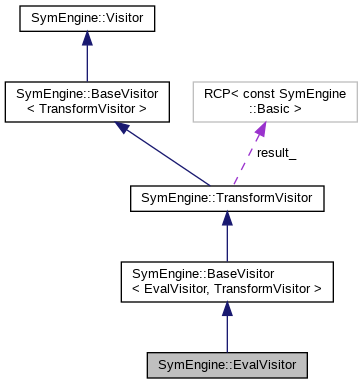 SymEngine::Visitor
SymEngine::BaseVisitor
< TransformVisitor >
RCP< const SymEngine
::Basic >
result_
SymEngine::TransformVisitor
SymEngine::BaseVisitor
< EvalVisitor, TransformVisitor >
SymEngine::EvalVisitor